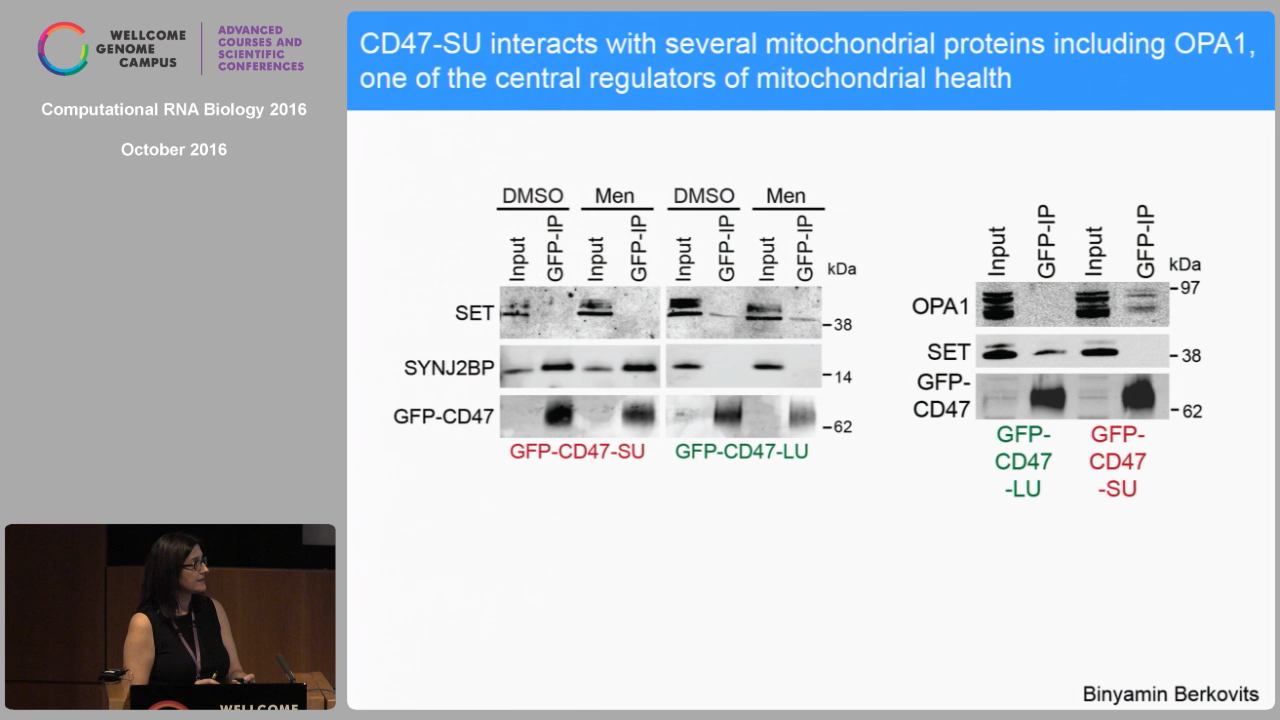 WELLCOME
GENOME
CAMPUS
ADVANCED
COURSES AND
SCIENTIFIC
CONFERENCES
Computational RNA Biology 2016
October 2016
CD47-SU interacts with several mitochondrial proteins including OPA1,
one of the central regulators of mitochondrial health
DMSO Men DMSO Men
Input GFP-IP Input GFP-IP Input GFP-IP Input GFP-IP kDa
SET 38
SYNJ2BP 14
GFP-CD47 62
GFP-CD47-SU GFP-CD47-LU
Input GFP-IP Input GFP-IP kDa
97
OPA1
SET 38
GFP-
CD47 62
GFP-
CD47
-LU
GFP-
CD47
-SU
Binyamin Berkovits
WELLCOME